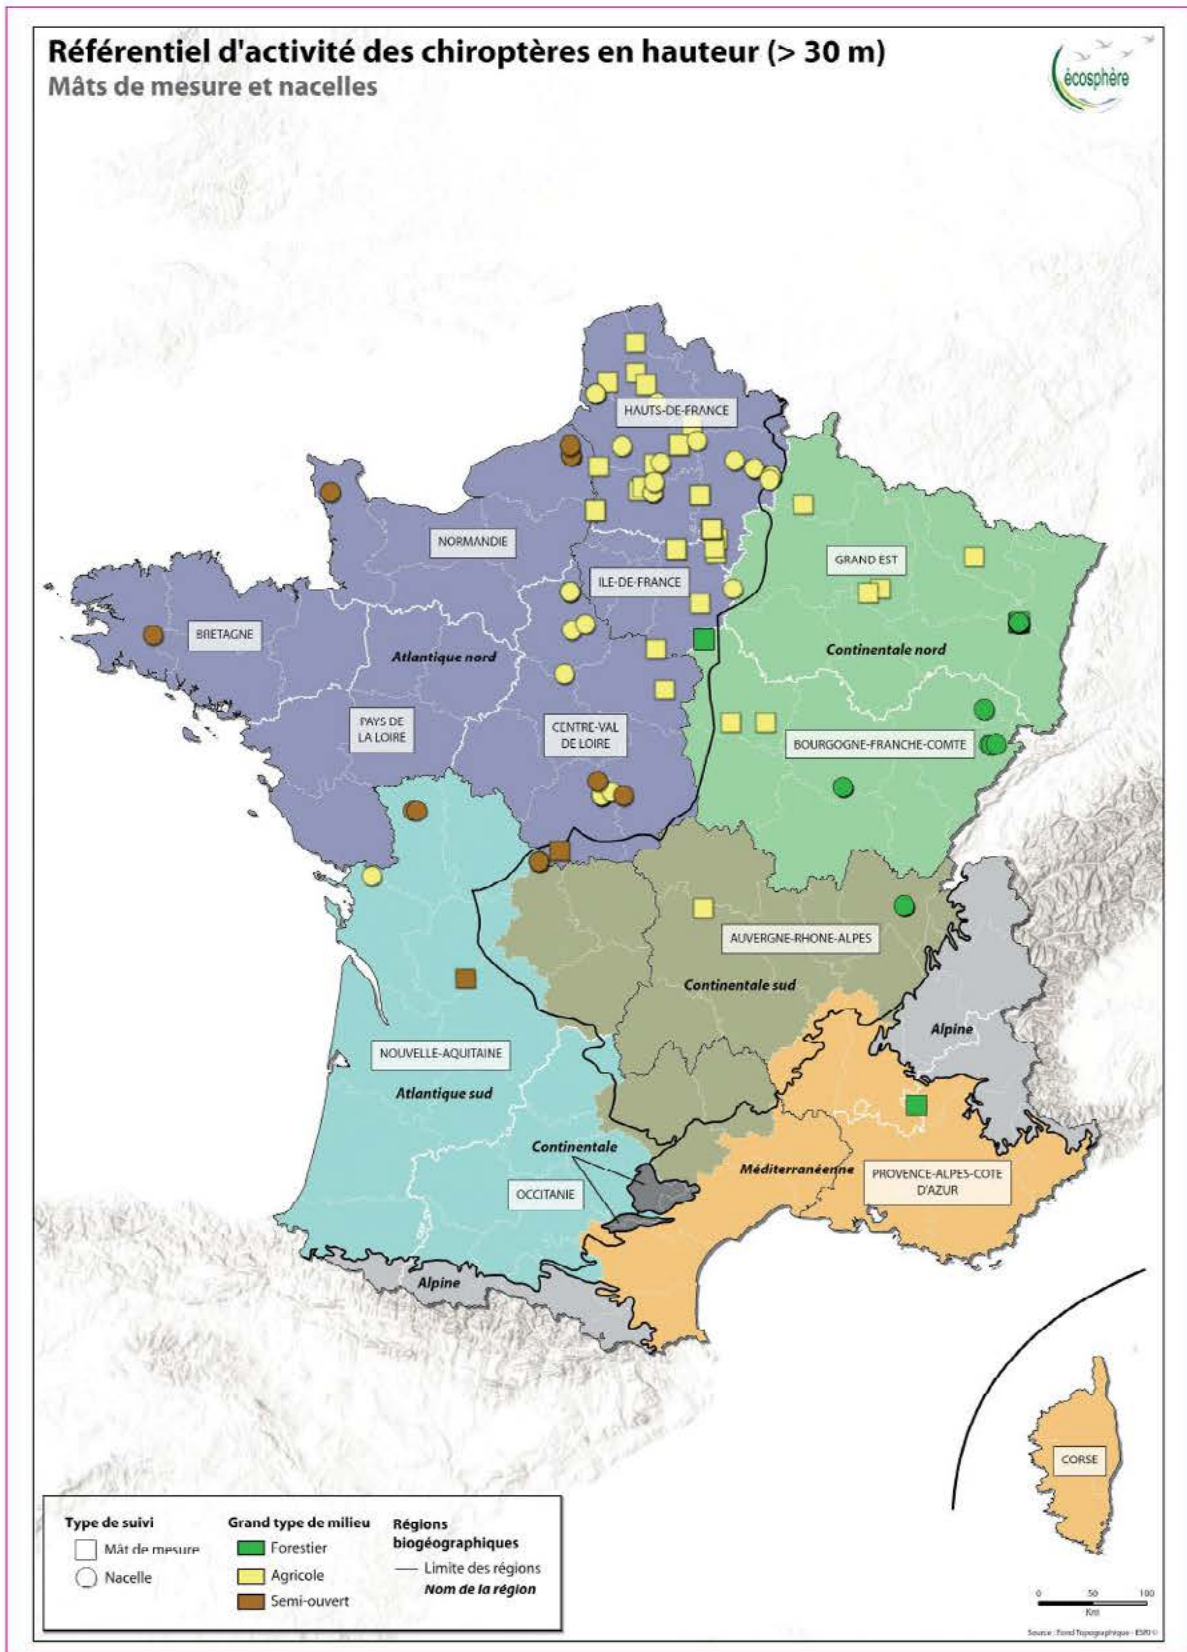 Référentiel d'activité des chiroptères en hauteur (> 30 m)
Mâts de mesure et nacelles
écosphère
HAUTS-DE-FRANCE
NORMANDIE
ILE-DE-FRANCE
GRAND EST
BRETAGNE
Atlantique nord
Continentale nord
PAYS DE
LA LOIRE
CENTRE-VAL
DE LOIRE
BOURGOGNE-FRANCHE-COMTE
AUVERGNE-RHONE-ALPES
Continentale sud
Alpine
NOUVELLE-AQUITAINE
Atlantique sud
Continentale
OCCITANIE
Méditerranéenne
PROVENCE-ALPES-COTE
D'AZUR
Alpine
CORSE
Type de suivi
Mât de mesure
Nacelle
Grand type de milieu
Forestier
Agricole
Semi-ouvert
Régions
biogéographiques
Limite des régions
Nom de la région
0 50 100
Km
Source : Fond Topographique - ESRI ©